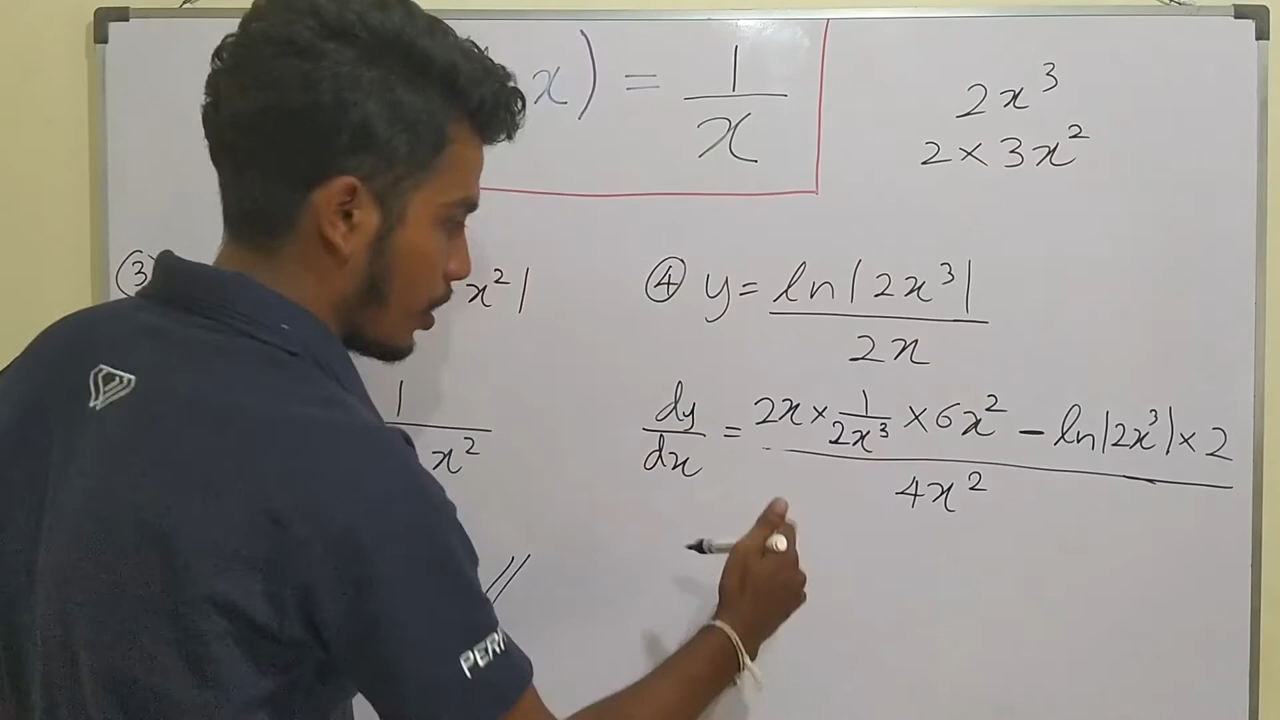 x) = 1/x
2x³
2 × 3x²
③ x²|
④ y = ln|2x³| / 2x
1 / x²
dy/dx = (2x × 1/2x³ × 6x² - ln|2x³| × 2) / 4x²
//
PER